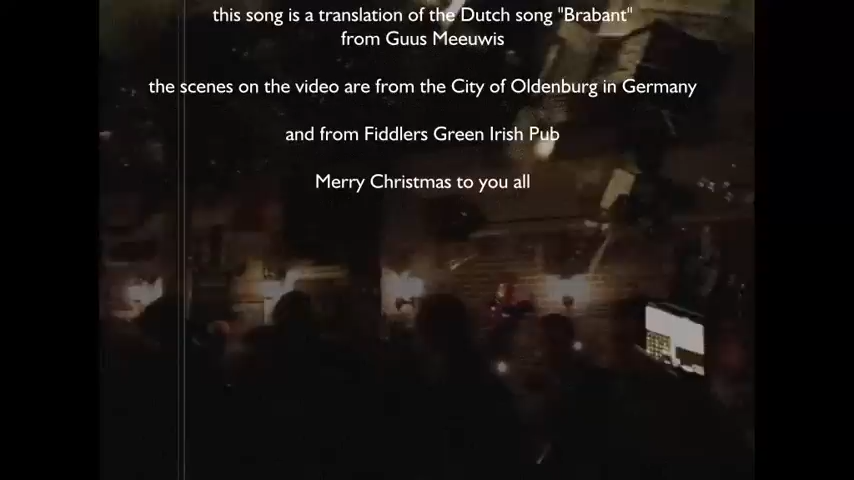 this song is a translation of the Dutch song "Brabant"
from Guus Meeuwis
the scenes on the video are from the City of Oldenburg in Germany
and from Fiddlers Green Irish Pub
Merry Christmas to you all